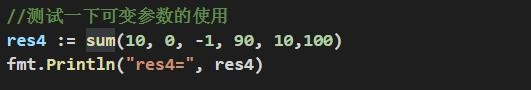 //测试一下可变参数的使用
res4 := sum(10, 0, -1, 90, 10,100)
fmt.Println("res4=", res4)